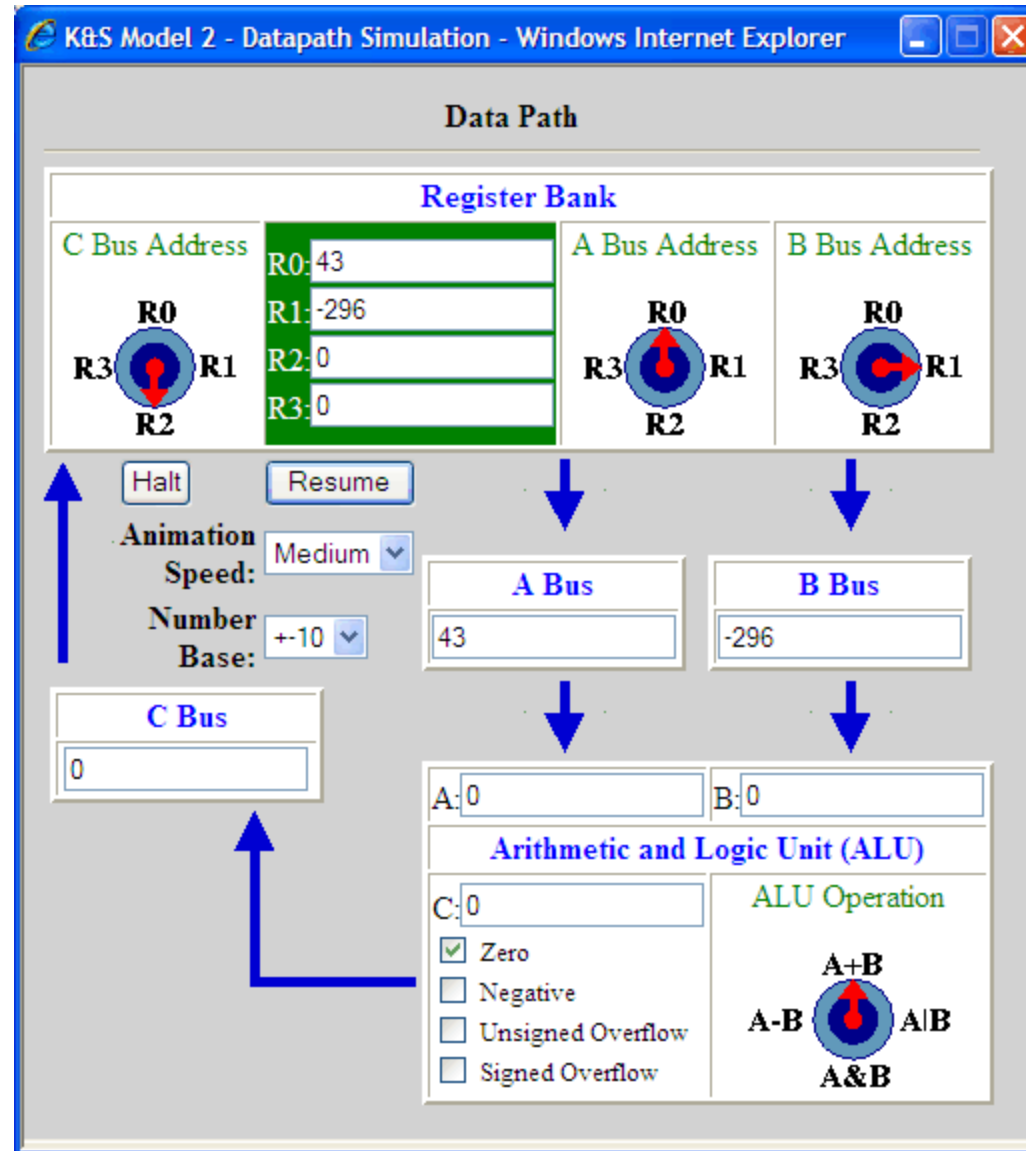 K&S Model 2 - Datapath Simulation - Windows Internet Explorer
Data Path
Register Bank
C Bus Address
R0
R3 R1
R2
R0: 43
R1: -296
R2: 0
R3: 0
A Bus Address
R0
R3 R1
R2
B Bus Address
R0
R3 R1
R2
Halt Resume
Animation Speed: Medium
Number Base: +-10
A Bus
43
B Bus
-296
C Bus
0
A: 0 B: 0
Arithmetic and Logic Unit (ALU)
C: 0
Zero
Negative
Unsigned Overflow
Signed Overflow
ALU Operation
A+B
A-B A|B
A&B